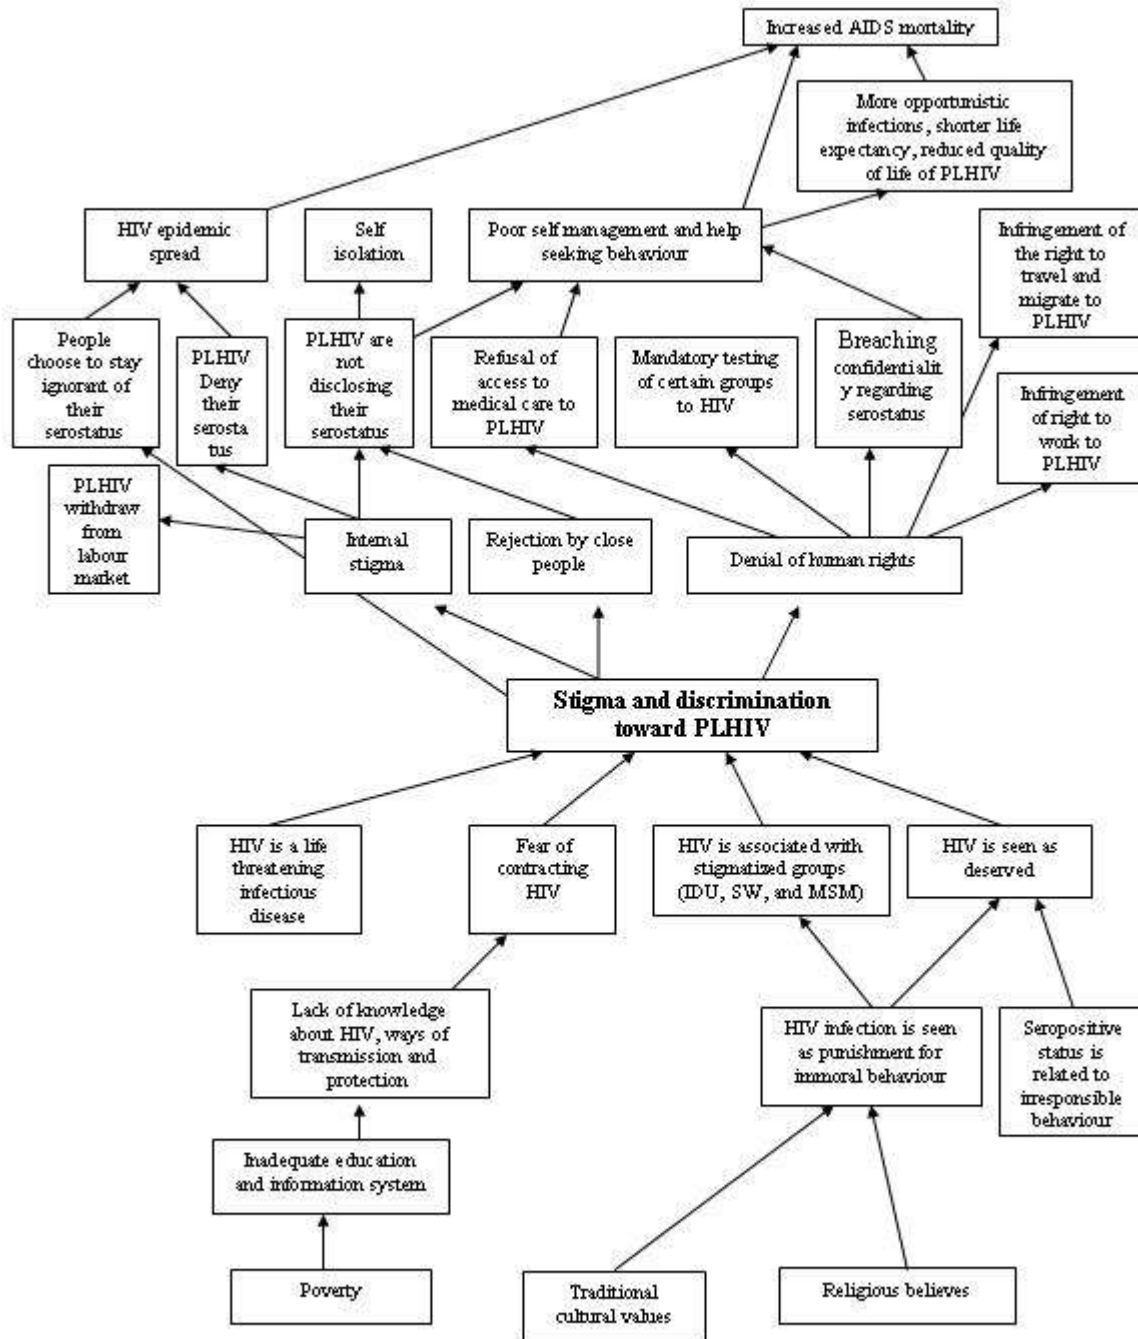 Increased AIDS mortality
More opportunistic
infections, shorter life
expectancy, reduced quality
of life of PLHIV
HIV epidemic
spread
Self
isolation
Poor self management and help
seeking behaviour
Infringement of
the right to
travel and
migrate to
PLHIV
People
choose to stay
ignorant of
their
serostatus
PLHIV
Deny
their
serosta
tus
PLHIV are
not
disclosing
their
serostatus
Refusal of
access to
medical care to
PLHIV
Mandatory testing
of certain groups
to HIV
Breaching
confidentialit
y regarding
serostatus
Infringement
of right to
work to
PLHIV
PLHIV
withdraw
from
labour
market
Internal
stigma
Rejection by close
people
Denial of human rights
Stigma and discrimination
toward PLHIV
HIV is a life
threatening
infectious
disease
Fear of
contracting
HIV
HIV is associated with
stigmatized groups
(IDU, SW, and MSM)
HIV is seen as
deserved
Lack of knowledge
about HIV, ways of
transmission and
protection
HIV infection is seen
as punishment for
immoral behaviour
Seropositive
status is
related to
irresponsible
behaviour
Inadequate education
and information system
Poverty
Traditional
cultural values
Religious believes